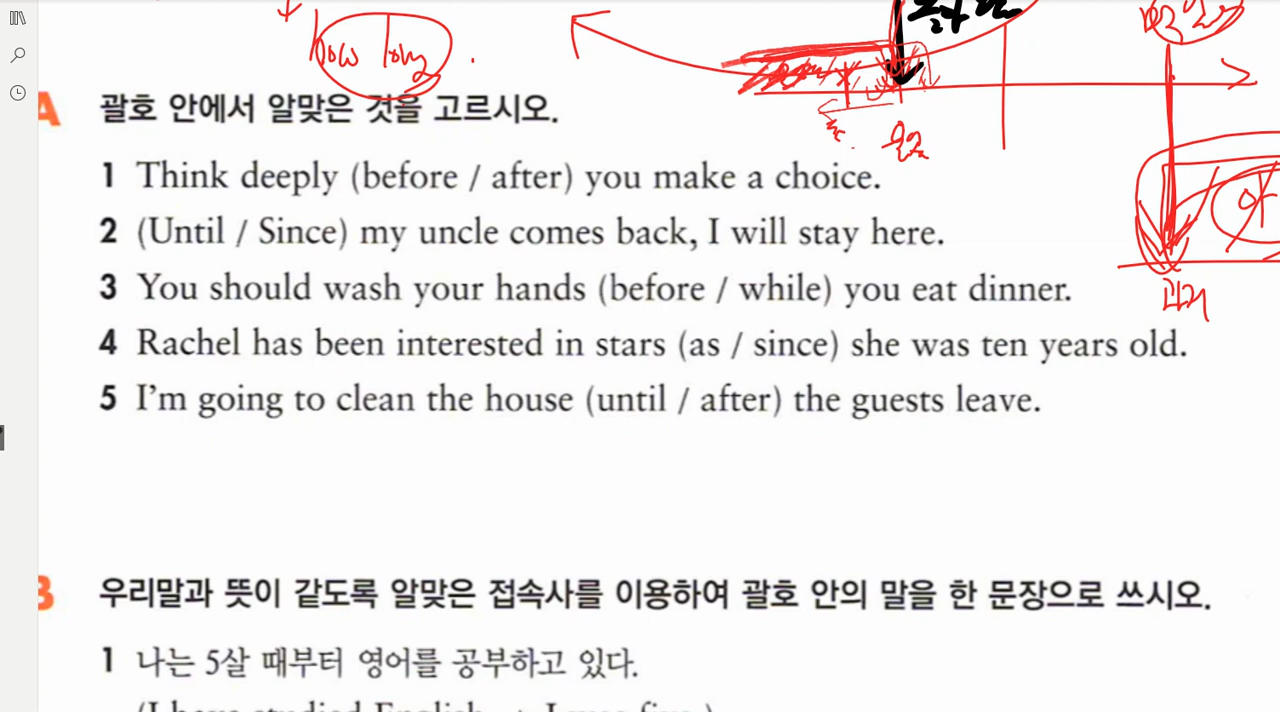 how long.
A 괄호 안에서 알맞은 것을 고르시오.
1 Think deeply (before / after) you make a choice.
2 (Until / Since) my uncle comes back, I will stay here.
3 You should wash your hands (before / while) you eat dinner.
4 Rachel has been interested in stars (as / since) she was ten years old.
5 I'm going to clean the house (until / after) the guests leave.
B 우리말과 뜻이 같도록 알맞은 접속사를 이용하여 괄호 안의 말을 한 문장으로 쓰시오.
1 나는 5살 때부터 영어를 공부하고 있다.
(I have studied English. + I was five.)